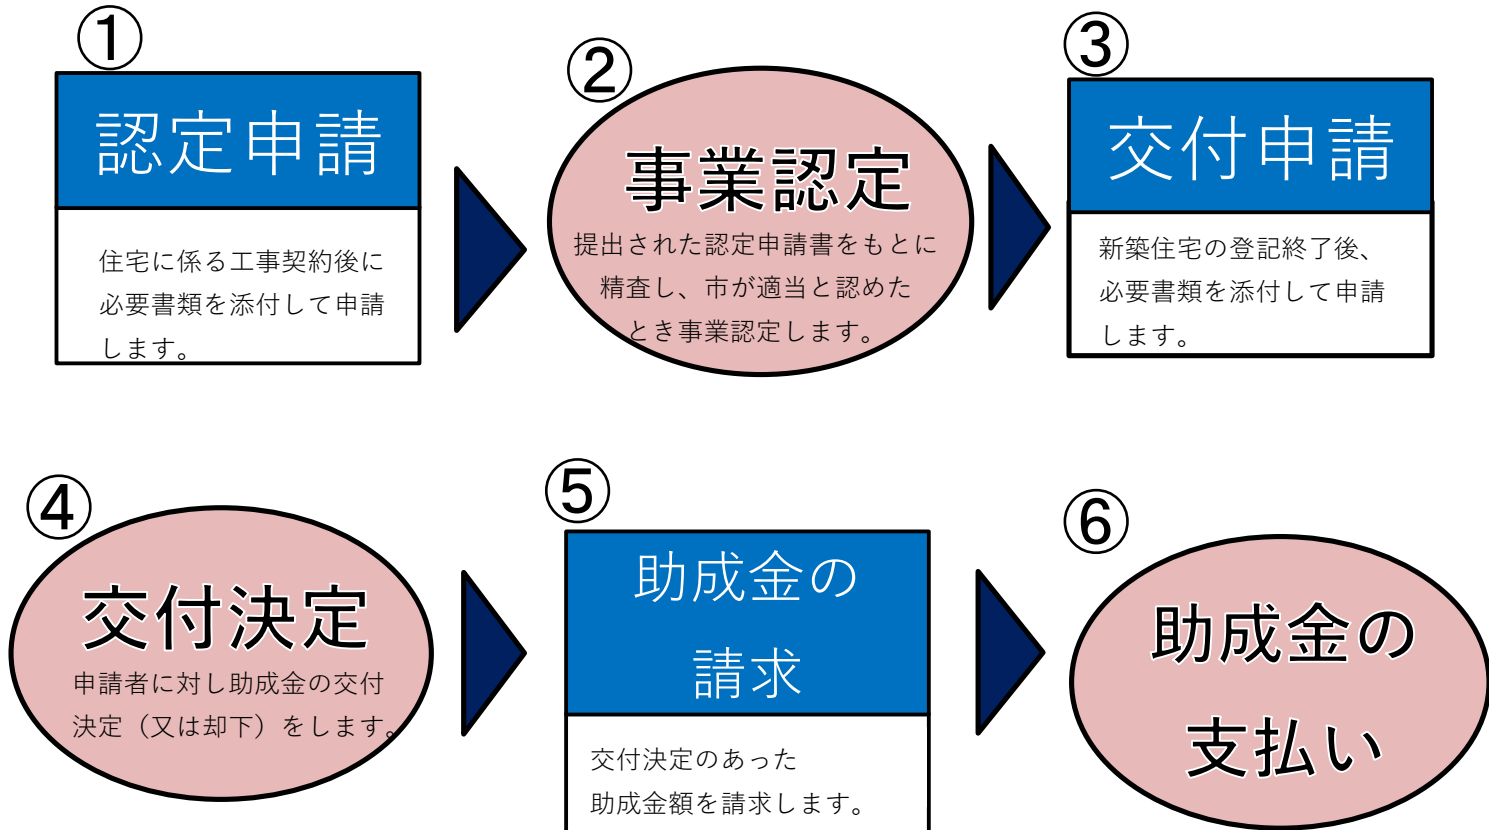 ①
認定申請
住宅に係る工事契約後に
必要書類を添付して申請
します。
②
事業認定
提出された認定申請書をもとに
精査し、市が適当と認めた
とき事業認定します。
③
交付申請
新築住宅の登記終了後、
必要書類を添付して申請
します。
④
交付決定
申請者に対し助成金の交付
決定（又は却下）をします。
⑤
助成金の
請求
交付決定のあった
助成金額を請求します。
⑥
助成金の
支払い